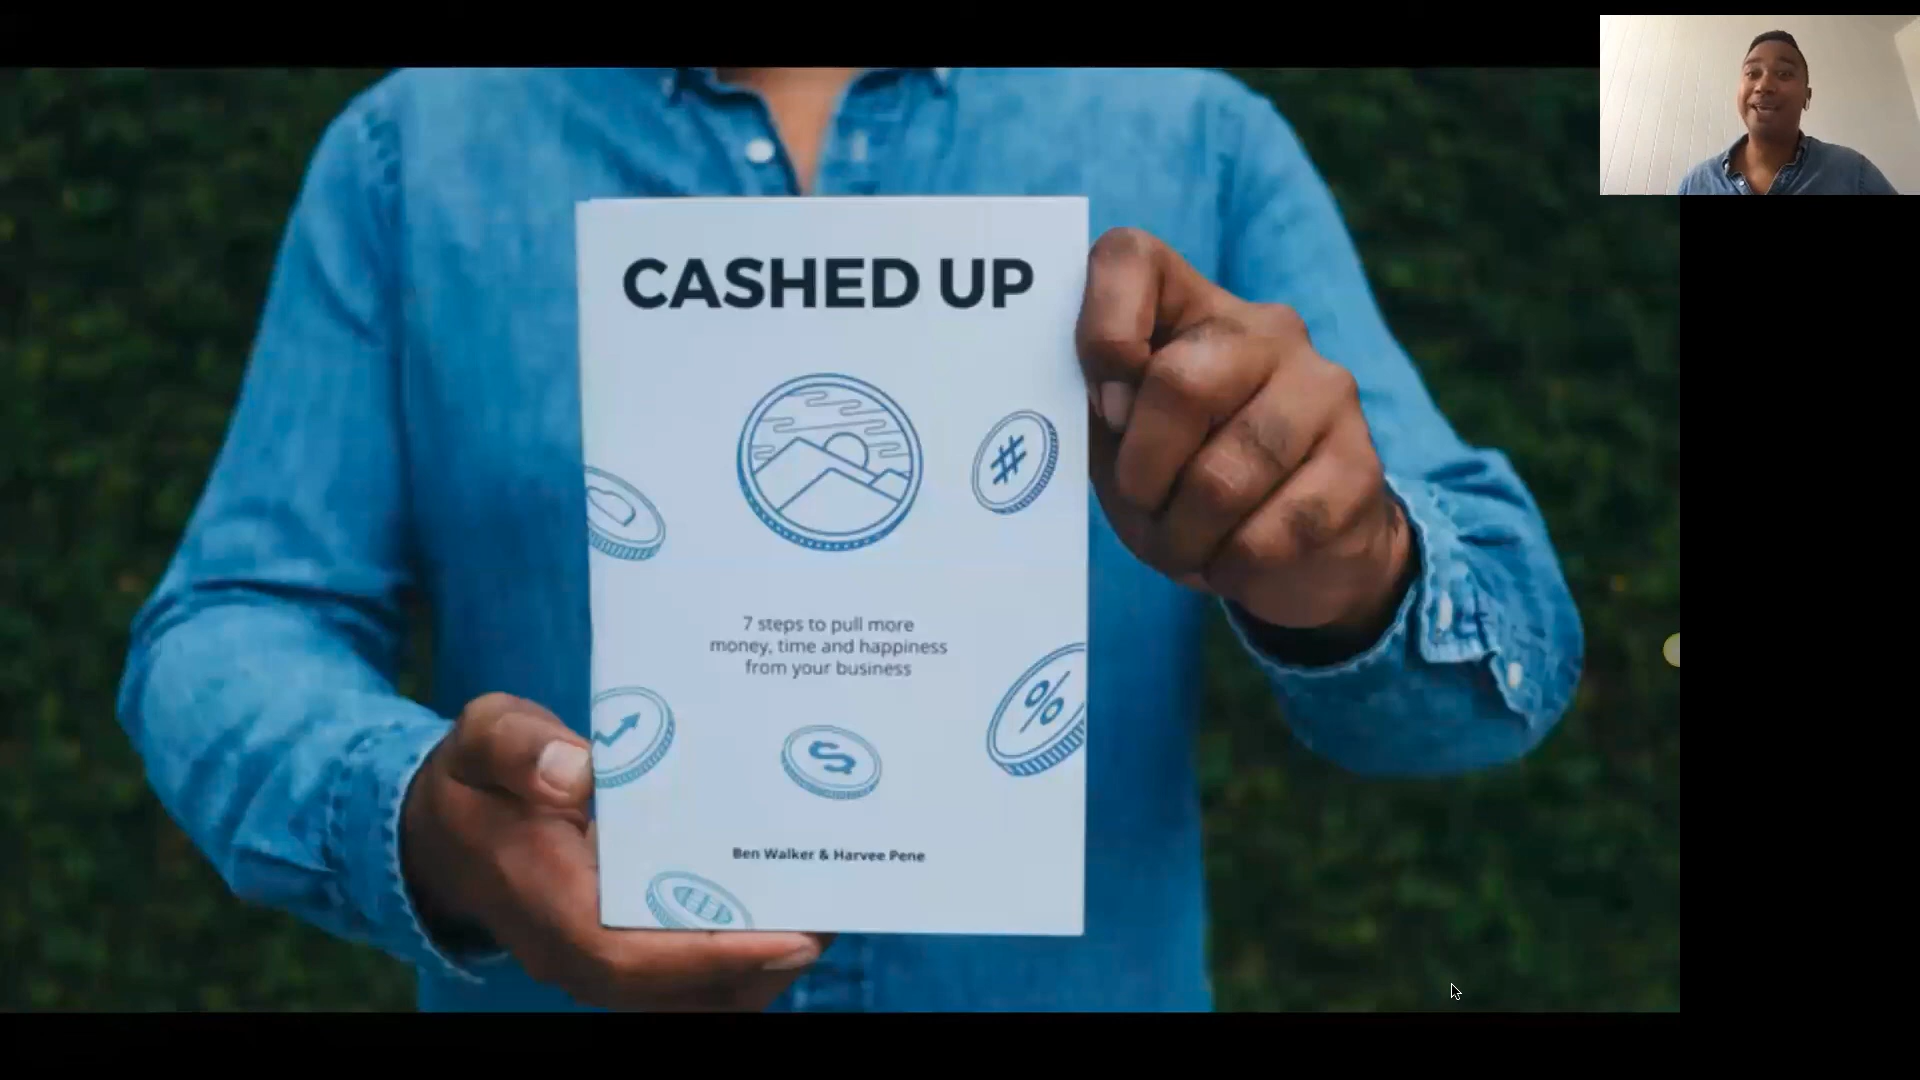 CASHED UP
#
7 steps to pull more
money, time and happiness
from your business
%
$
Ben Walker & Harvee Pene